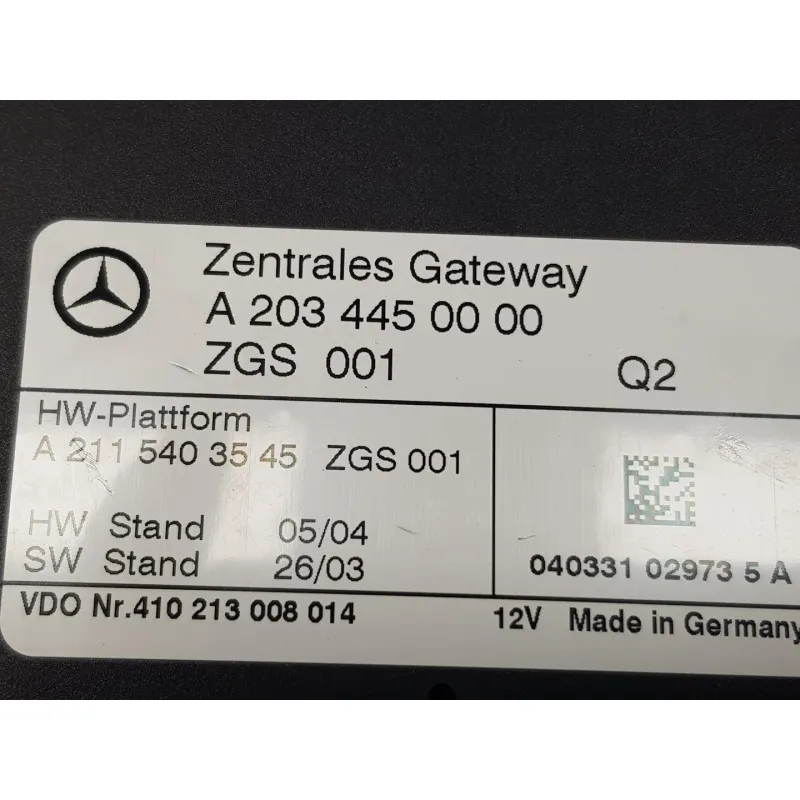 Zentrales Gateway
A 203 445 00 00
ZGS 001 Q2
HW-Plattform
A 211 540 35 45 ZGS 001
HW Stand 05/04
SW Stand 26/03
040331 02973 5 A
VDO Nr.410 213 008 014 12V Made in Germany